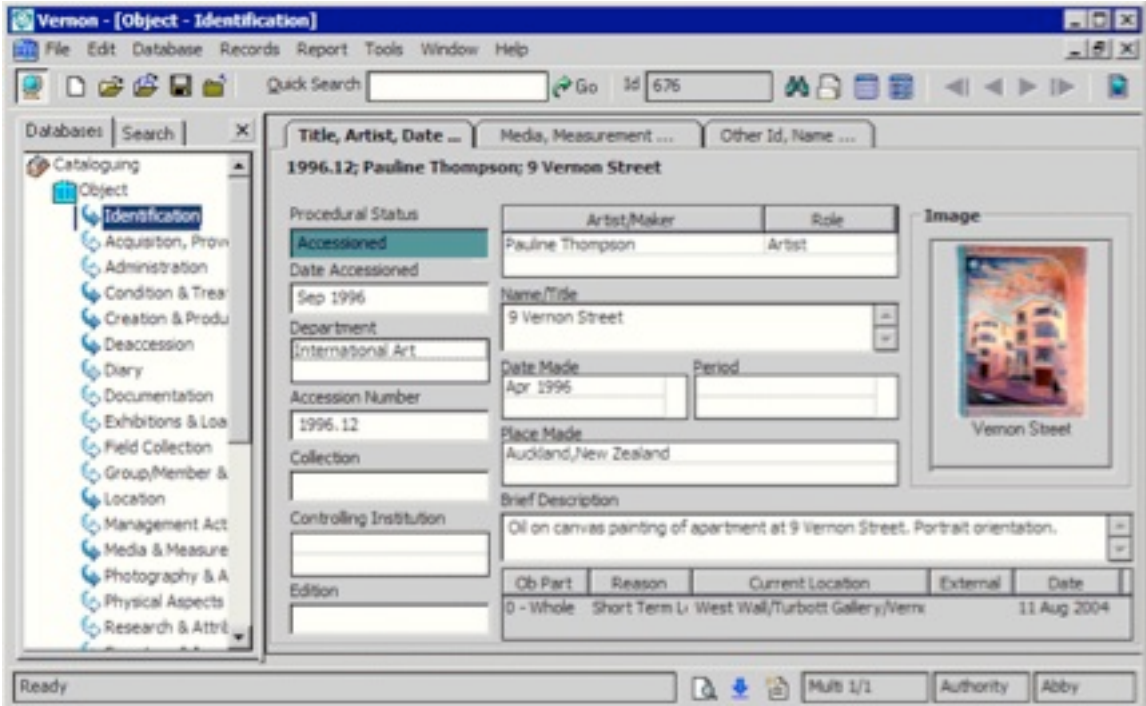 Vernon - [Object - Identification]
File Edit Database Records Report Tools Window Help
Quick Search Go Id 676
Databases Search
Cataloguing
Object
Identification
Acquisition, Prov
Administration
Condition & Trea
Creation & Produ
Deaccession
Diary
Documentation
Exhibitions & Loa
Field Collection
Group/Member &
Location
Management Act
Media & Measure
Photography & A
Physical Aspects
Research & Attrib
Title, Artist, Date ... Media, Measurement ... Other Id, Name ...
1996.12; Pauline Thompson; 9 Vernon Street
Procedural Status
Accessioned
Date Accessioned
Sep 1996
Department
International Art
Accession Number
1996.12
Collection
Controlling Institution
Edition
Artist/Maker Role
Pauline Thompson Artist
Name/Title
9 Vernon Street
Date Made Period
Apr 1996
Place Made
Auckland,New Zealand
Image
Vernon Street
Brief Description
Oil on canvas painting of apartment at 9 Vernon Street. Portrait orientation.
Ob Part Reason Current Location External Date
0 - Whole Short Term West Wall/Turbott Gallery/Verno 11 Aug 2004
Ready Multi 1/1 Authority Abby